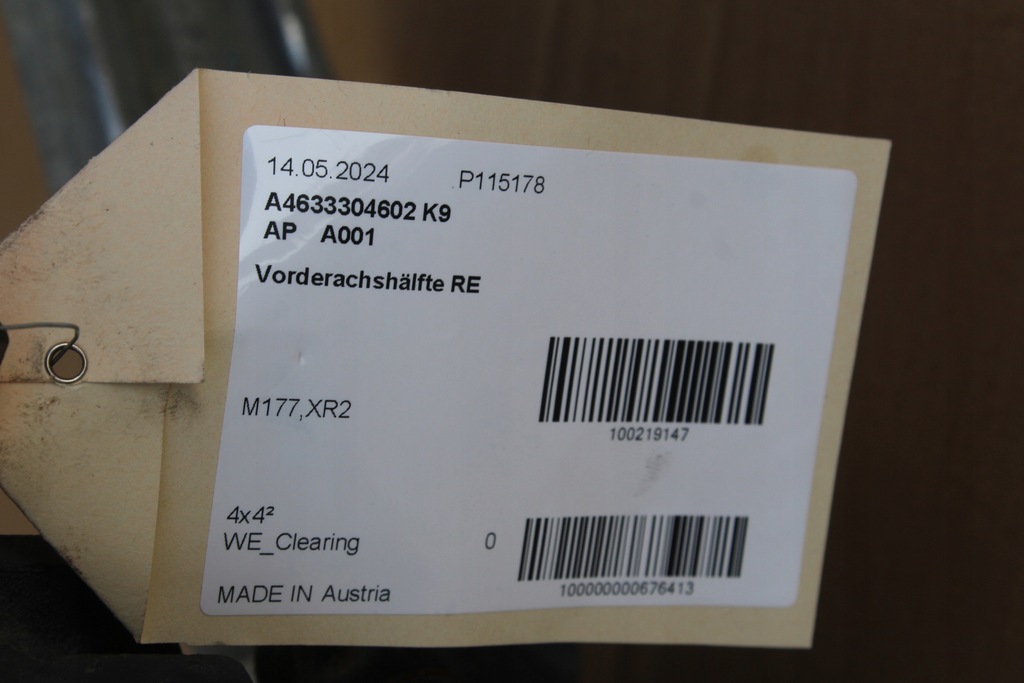 14.05.2024 P115178
A4633304602 K9
AP A001
Vorderachshälfte RE
M177,XR2
100219147
4x4²
WE_Clearing 0
100000000676413
MADE IN Austria